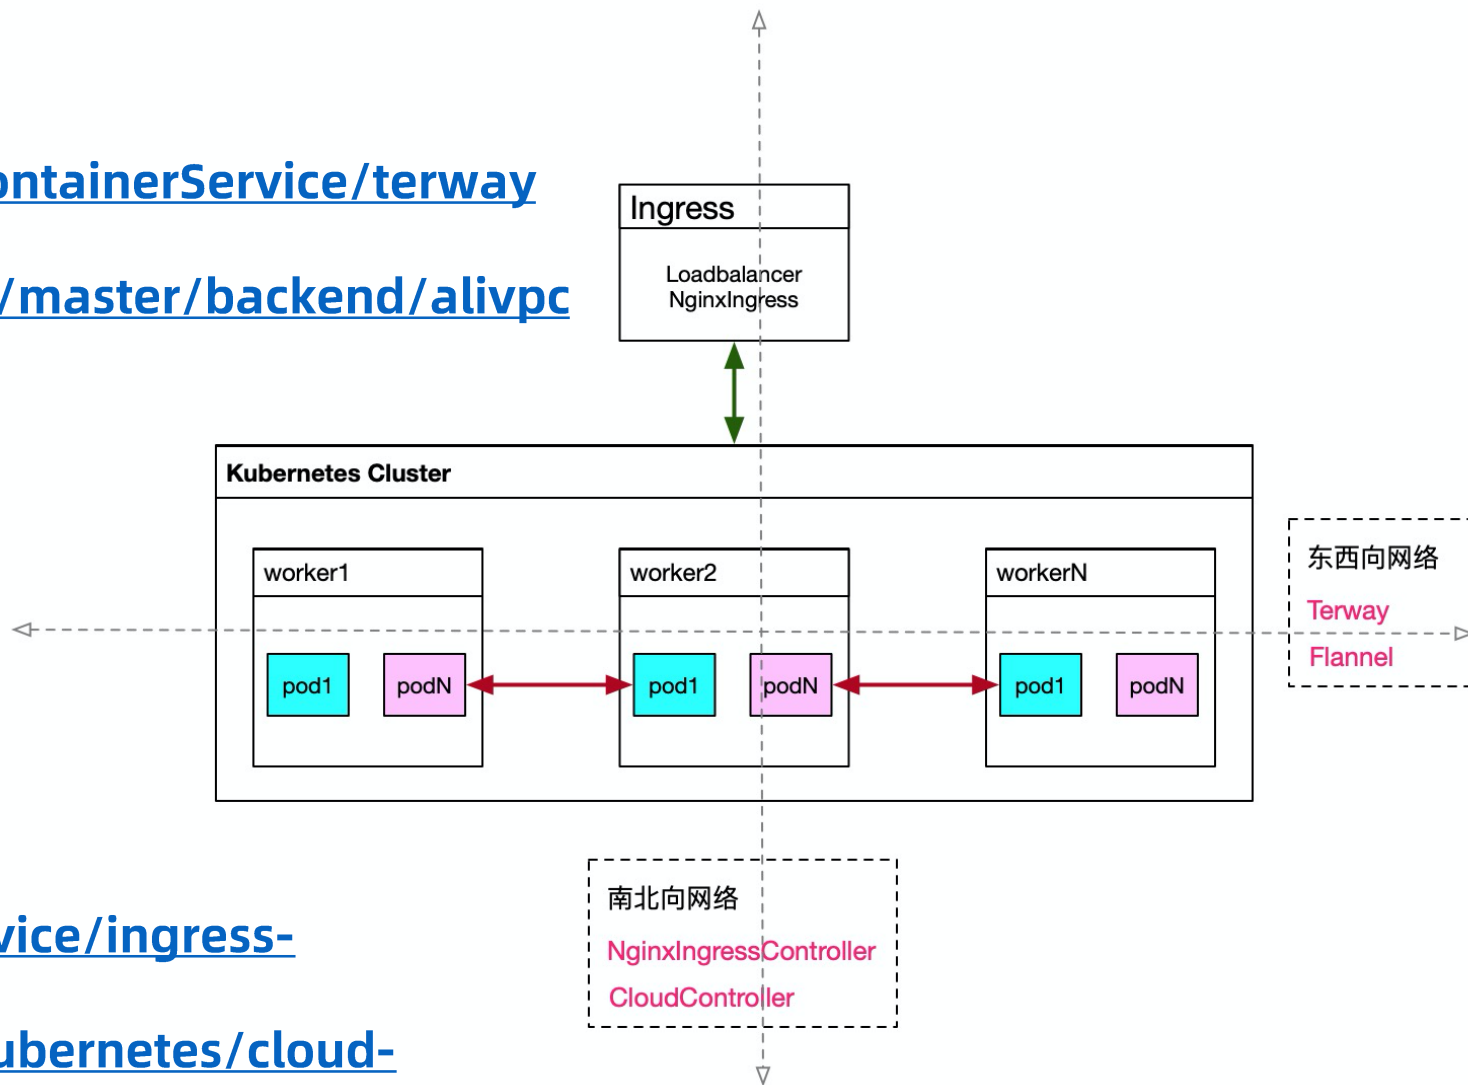 ontainerService/terway
/master/backend/alivpc
Ingress
Loadbalancer
NginxIngress
Kubernetes Cluster
worker1
worker2
workerN
pod1
podN
pod1
podN
pod1
podN
东西向网络
Terway
Flannel
南北向网络
NginxIngressController
CloudController
vice/ingress-
ubernetes/cloud-